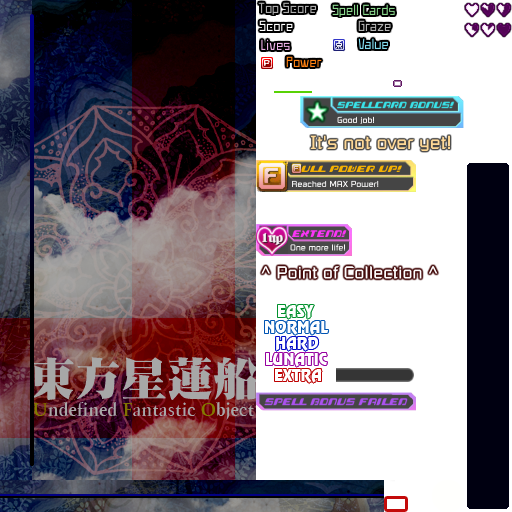 Top Score
Spell Cards
Score
Graze
Lives
Value
P Power
SPELLCARD BONUS!
Good job!
It's not over yet!
F
FULL POWER UP!
Reached MAX Power!
1up
EXTEND!
One more life!
^ Point of Collection ^
EASY
NORMAL
HARD
LUNATIC
EXTRA
東方星蓮船
Undefined Fantastic Object
SPELL BONUS FAILED